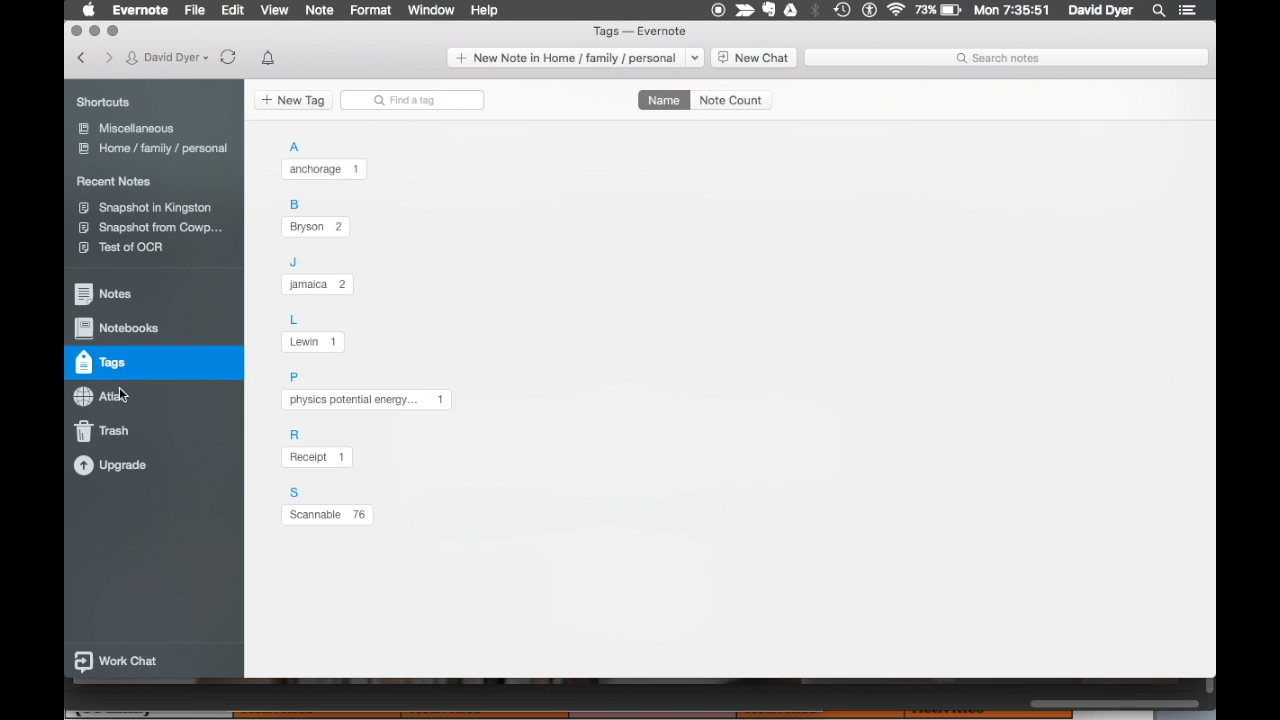 Evernote File Edit View Note Format Window Help 73% Mon 7:35:51 David Dyer
Tags — Evernote
David Dyer + New Note in Home / family / personal New Chat Search notes
Shortcuts
Miscellaneous
Home / family / personal
Recent Notes
Snapshot in Kingston
Snapshot from Cowp...
Test of OCR
Notes
Notebooks
Tags
Trash
Upgrade
Work Chat
+ New Tag Find a tag Name Note Count
A
anchorage 1
B
Bryson 2
J
jamaica 2
L
Lewin 1
P
physics potential energy... 1
R
Receipt 1
S
Scannable 76